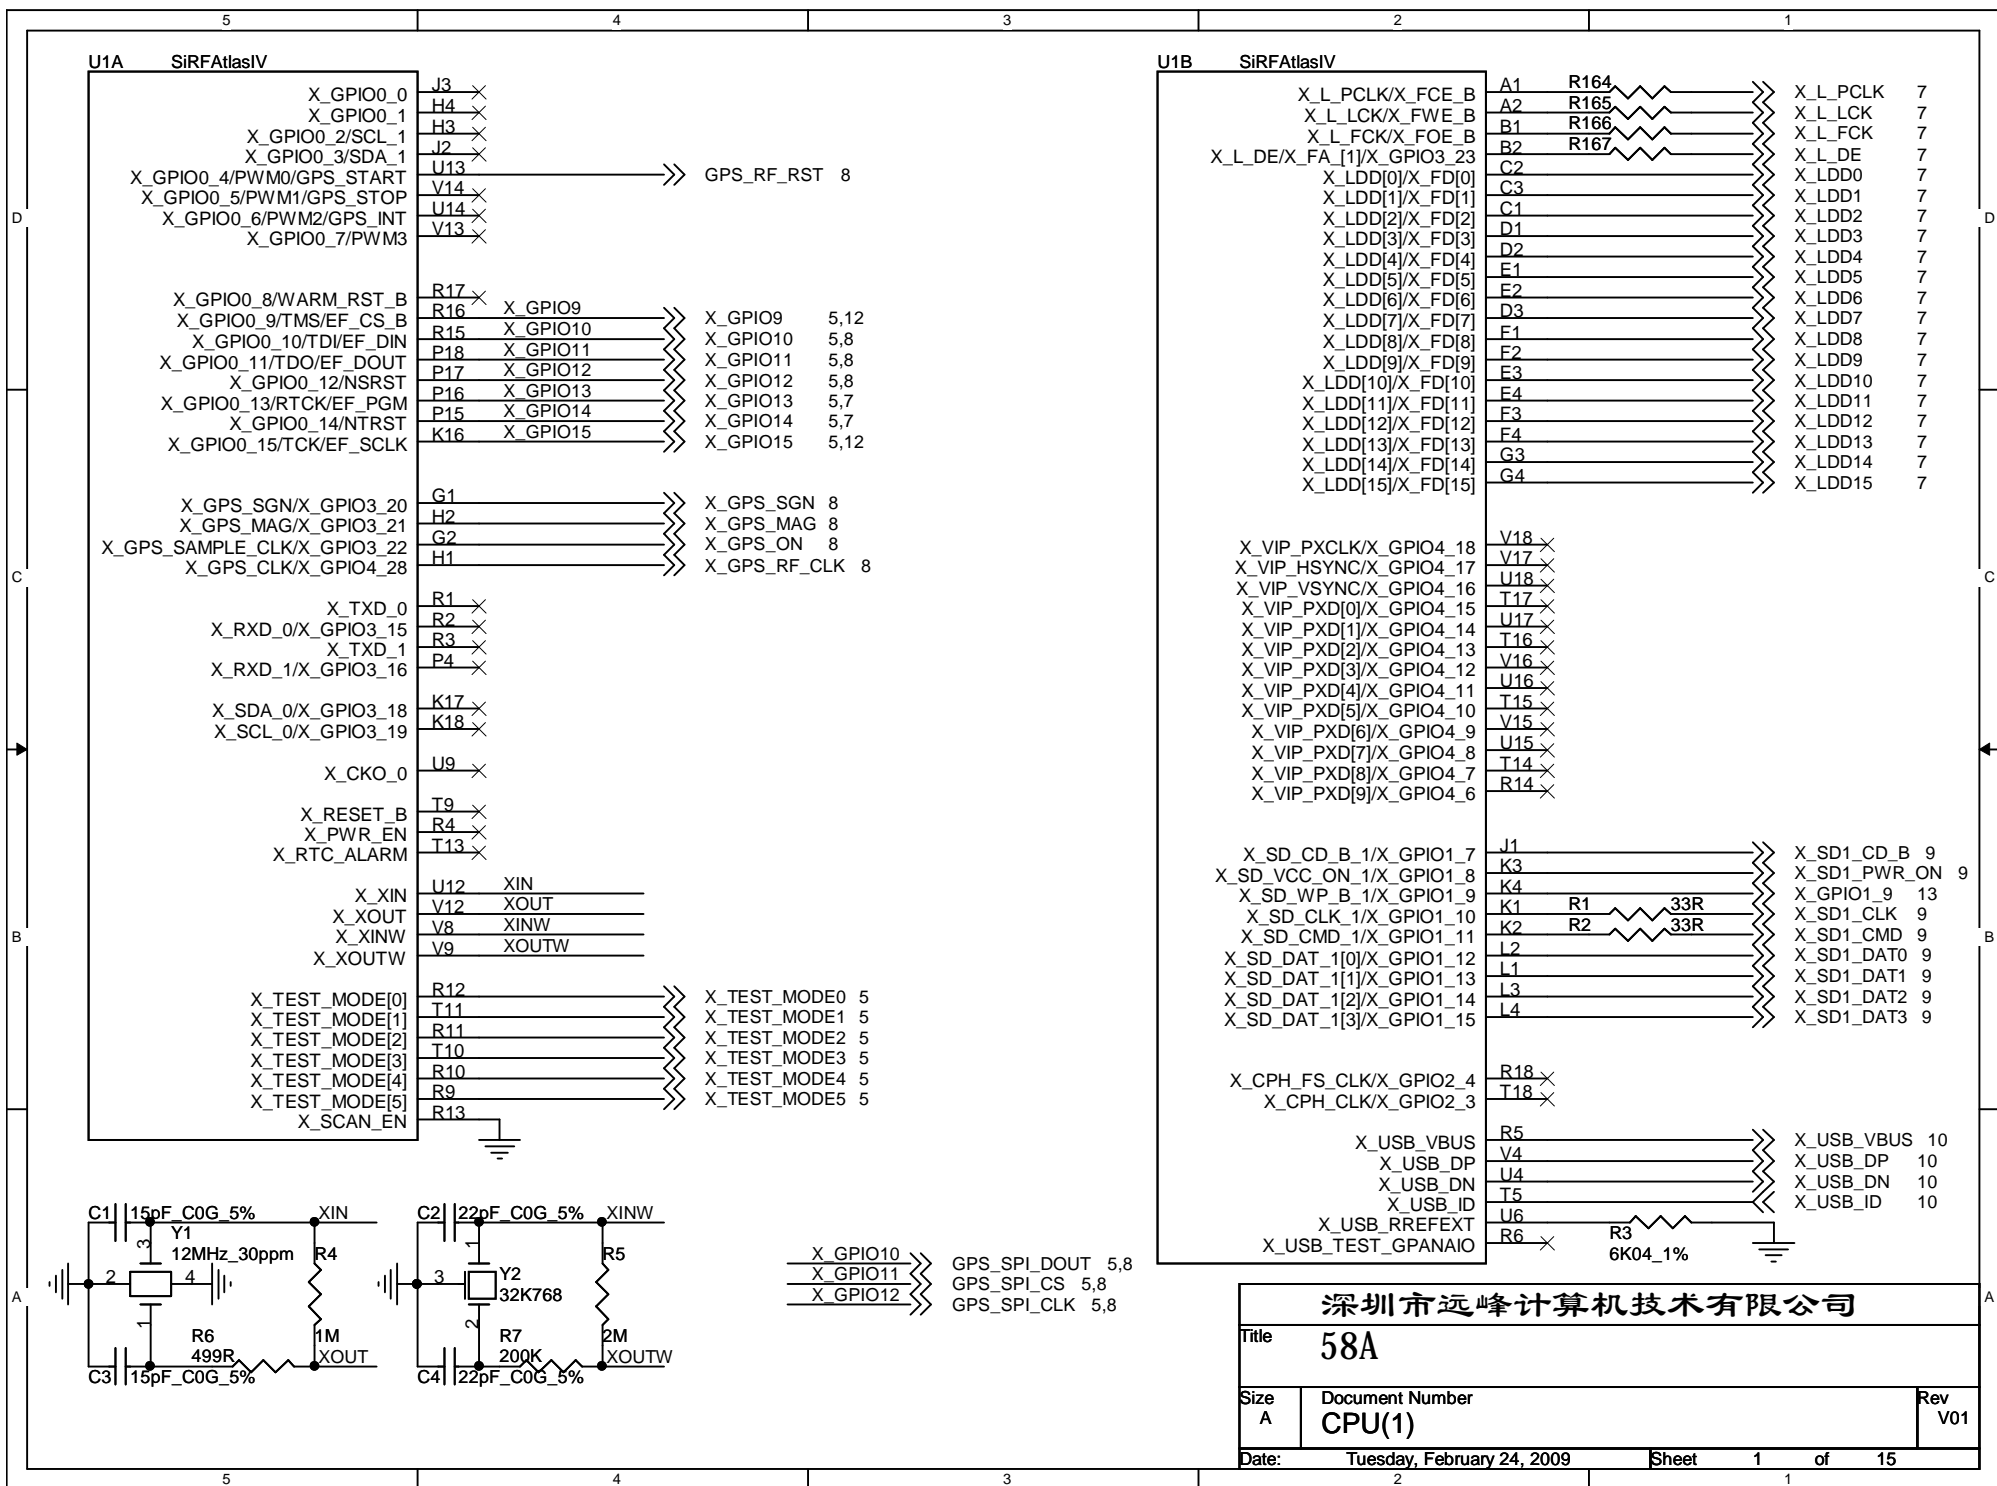 5 4 3 2 1
U1A SiRFAtlasIV
X_GPIO0_0 J3
X_GPIO0_1 H4
X_GPIO0_2/SCL_1 H3
X_GPIO0_3/SDA_1 J2
X_GPIO0_4/PWM0/GPS_START U13 GPS_RF_RST 8
X_GPIO0_5/PWM1/GPS_STOP V14
X_GPIO0_6/PWM2/GPS_INT U14
X_GPIO0_7/PWM3 V13
X_GPIO0_8/WARM_RST_B R17
X_GPIO0_9/TMS/EF_CS_B R16 X_GPIO9 X_GPIO9 5,12
X_GPIO0_10/TDI/EF_DIN R15 X_GPIO10 X_GPIO10 5,8
X_GPIO0_11/TDO/EF_DOUT P18 X_GPIO11 X_GPIO11 5,8
X_GPIO0_12/NSRST P17 X_GPIO12 X_GPIO12 5,8
X_GPIO0_13/RTCK/EF_PGM P16 X_GPIO13 X_GPIO13 5,7
X_GPIO0_14/NTRST P15 X_GPIO14 X_GPIO14 5,7
X_GPIO0_15/TCK/EF_SCLK K16 X_GPIO15 X_GPIO15 5,12
X_GPS_SGN/X_GPIO3_20 G1 X_GPS_SGN 8
X_GPS_MAG/X_GPIO3_21 H2 X_GPS_MAG 8
X_GPS_SAMPLE_CLK/X_GPIO3_22 G2 X_GPS_ON 8
X_GPS_CLK/X_GPIO4_28 H1 X_GPS_RF_CLK 8
X_TXD_0 R1
X_RXD_0/X_GPIO3_15 R2
X_TXD_1 R3
X_RXD_1/X_GPIO3_16 P4
X_SDA_0/X_GPIO3_18 K17
X_SCL_0/X_GPIO3_19 K18
X_CKO_0 U9
X_RESET_B T9
X_PWR_EN R4
X_RTC_ALARM T13
X_XIN U12 XIN
X_XOUT V12 XOUT
X_XINW V8 XINW
X_XOUTW V9 XOUTW
X_TEST_MODE[0] R12 X_TEST_MODE0 5
X_TEST_MODE[1] T11 X_TEST_MODE1 5
X_TEST_MODE[2] R11 X_TEST_MODE2 5
X_TEST_MODE[3] T10 X_TEST_MODE3 5
X_TEST_MODE[4] R10 X_TEST_MODE4 5
X_TEST_MODE[5] R9 X_TEST_MODE5 5
X_SCAN_EN R13
U1B SiRFAtlasIV
X_L_PCLK/X_FCE_B A1 R164 X_L_PCLK 7
X_L_LCK/X_FWE_B A2 R165 X_L_LCK 7
X_L_FCK/X_FOE_B B1 R166 X_L_FCK 7
X_L_DE/X_FA_[1]/X_GPIO3_23 B2 R167 X_L_DE 7
X_LDD[0]/X_FD[0] C2 X_LDD0 7
X_LDD[1]/X_FD[1] C3 X_LDD1 7
X_LDD[2]/X_FD[2] C1 X_LDD2 7
X_LDD[3]/X_FD[3] D1 X_LDD3 7
X_LDD[4]/X_FD[4] D2 X_LDD4 7
X_LDD[5]/X_FD[5] E1 X_LDD5 7
X_LDD[6]/X_FD[6] E2 X_LDD6 7
X_LDD[7]/X_FD[7] D3 X_LDD7 7
X_LDD[8]/X_FD[8] F1 X_LDD8 7
X_LDD[9]/X_FD[9] F2 X_LDD9 7
X_LDD[10]/X_FD[10] E3 X_LDD10 7
X_LDD[11]/X_FD[11] E4 X_LDD11 7
X_LDD[12]/X_FD[12] F3 X_LDD12 7
X_LDD[13]/X_FD[13] F4 X_LDD13 7
X_LDD[14]/X_FD[14] G3 X_LDD14 7
X_LDD[15]/X_FD[15] G4 X_LDD15 7
X_VIP_PXCLK/X_GPIO4_18 V18
X_VIP_HSYNC/X_GPIO4_17 V17
X_VIP_VSYNC/X_GPIO4_16 U18
X_VIP_PXD[0]/X_GPIO4_15 T17
X_VIP_PXD[1]/X_GPIO4_14 U17
X_VIP_PXD[2]/X_GPIO4_13 T16
X_VIP_PXD[3]/X_GPIO4_12 V16
X_VIP_PXD[4]/X_GPIO4_11 U16
X_VIP_PXD[5]/X_GPIO4_10 T15
X_VIP_PXD[6]/X_GPIO4_9 V15
X_VIP_PXD[7]/X_GPIO4_8 U15
X_VIP_PXD[8]/X_GPIO4_7 T14
X_VIP_PXD[9]/X_GPIO4_6 R14
X_SD_CD_B_1/X_GPIO1_7 J1 X_SD1_CD_B 9
X_SD_VCC_ON_1/X_GPIO1_8 K3 X_SD1_PWR_ON 9
X_SD_WP_B_1/X_GPIO1_9 K4 X_GPIO1_9 13
X_SD_CLK_1/X_GPIO1_10 K1 R1 33R X_SD1_CLK 9
X_SD_CMD_1/X_GPIO1_11 K2 R2 33R X_SD1_CMD 9
X_SD_DAT_1[0]/X_GPIO1_12 L2 X_SD1_DAT0 9
X_SD_DAT_1[1]/X_GPIO1_13 L1 X_SD1_DAT1 9
X_SD_DAT_1[2]/X_GPIO1_14 L3 X_SD1_DAT2 9
X_SD_DAT_1[3]/X_GPIO1_15 L4 X_SD1_DAT3 9
X_CPH_FS_CLK/X_GPIO2_4 R18
X_CPH_CLK/X_GPIO2_3 T18
X_USB_VBUS R5 X_USB_VBUS 10
X_USB_DP V4 X_USB_DP 10
X_USB_DN U4 X_USB_DN 10
X_USB_ID T5 X_USB_ID 10
X_USB_RREFEXT U6 R3 6K04_1%
X_USB_TEST_GPANAIO R6
C1 15pF_C0G_5% XIN
Y1
12MHz_30ppm R4
3
2 4
1
R6 1M
499R XOUT
C3 15pF_C0G_5%
C2 22pF_C0G_5% XINW
1 R5
3 Y2
32K768
2
R7 2M
200K XOUTW
C4 22pF_C0G_5%
X_GPIO10 GPS_SPI_DOUT 5,8
X_GPIO11 GPS_SPI_CS 5,8
X_GPIO12 GPS_SPI_CLK 5,8
D D
C C
B B
A A
深圳市远峰计算机技术有限公司
Title 58A
Size Document Number Rev
A CPU(1) V01
Date: Tuesday, February 24, 2009 Sheet 1 of 15
5 4 3 2 1